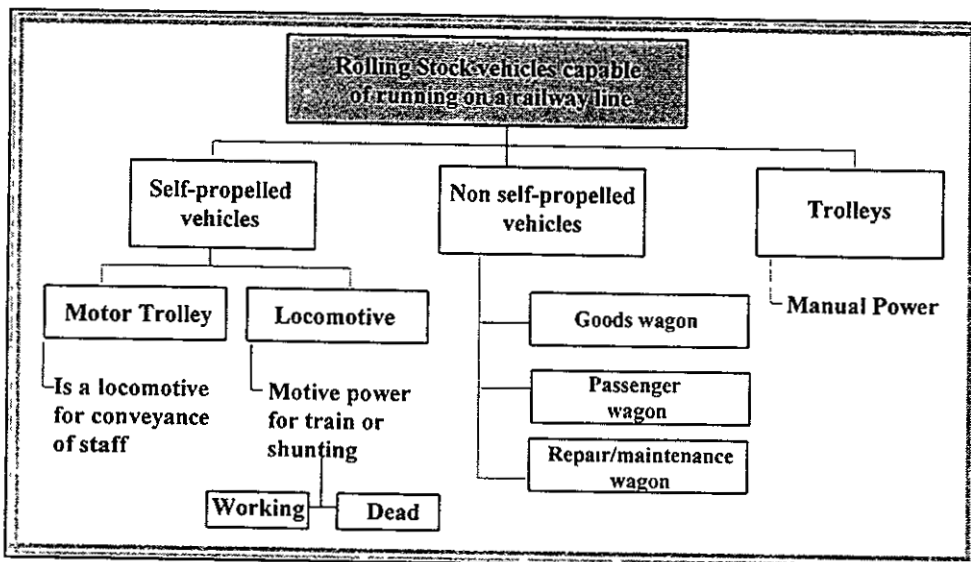 Rolling Stock vehicles capable
of running on a railway line
Self-propelled
vehicles
Non self-propelled
vehicles
Trolleys
Motor Trolley
Locomotive
Goods wagon
Manual Power
Is a locomotive
for conveyance
of staff
Motive power
for train or
shunting
Passenger
wagon
Repair/maintenance
wagon
Working
Dead